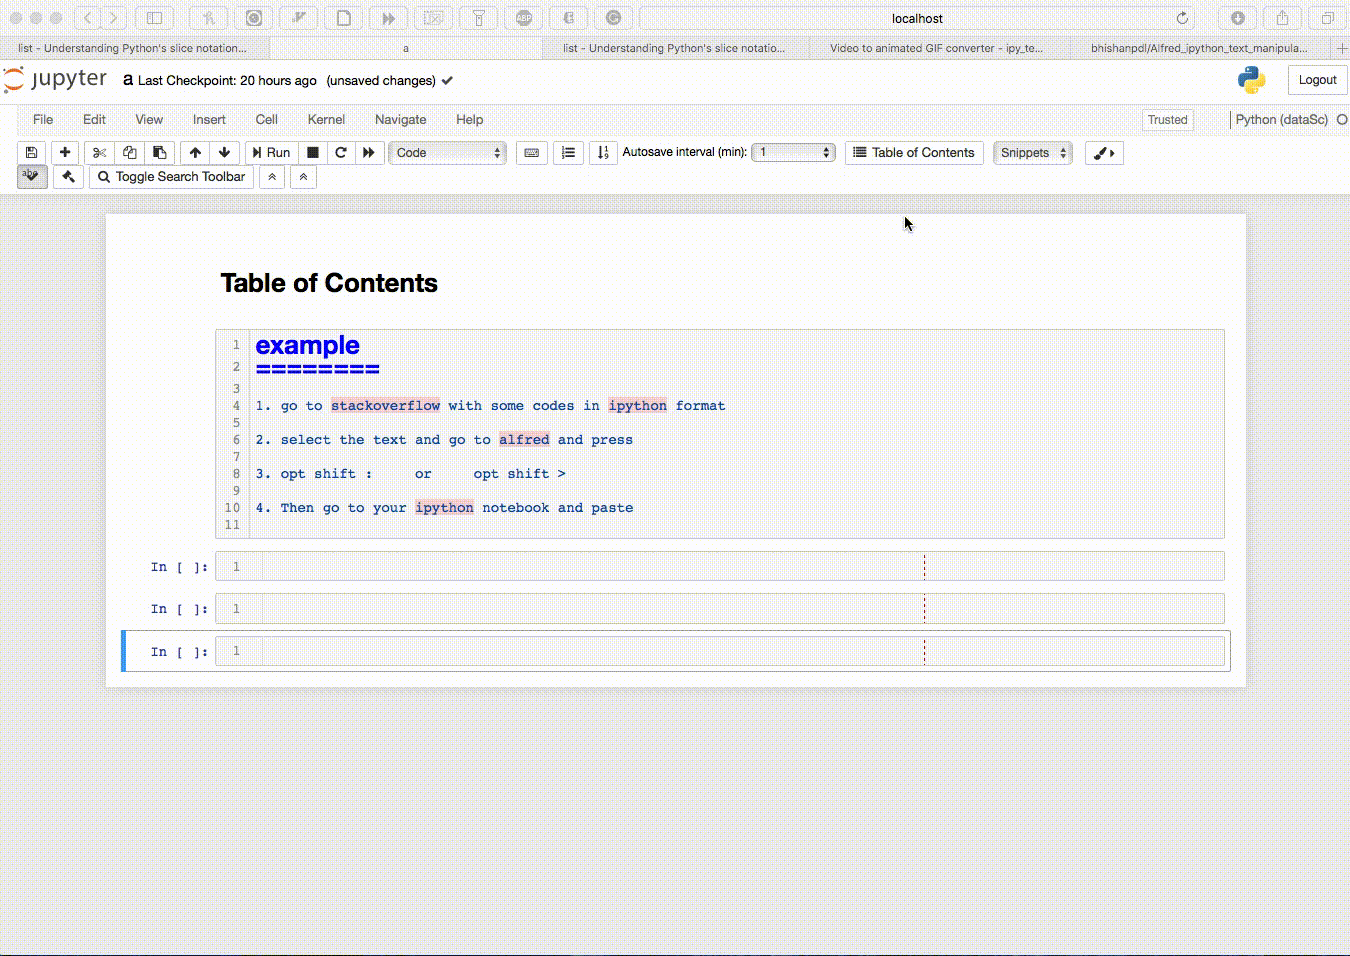 localhost
list - Understanding Python's slice notation...
a
list - Understanding Python's slice notatio...
Video to animated GIF converter - ipy_te...
bhishanpdl/Alfred_ipython_text_manipula...
jupyter a Last Checkpoint: 20 hours ago (unsaved changes)
Logout
File Edit View Insert Cell Kernel Navigate Help
Trusted
Python (dataSc)
Run
Code
Autosave interval (min): 1
Table of Contents
Snippets
abc
Toggle Search Toolbar
Table of Contents
1 example
2 ========
3
4 1. go to stackoverflow with some codes in ipython format
5
6 2. select the text and go to alfred and press
7
8 3. opt shift : or opt shift >
9
10 4. Then go to your ipython notebook and paste
11
In [ ]: 1
In [ ]: 1
In [ ]: 1